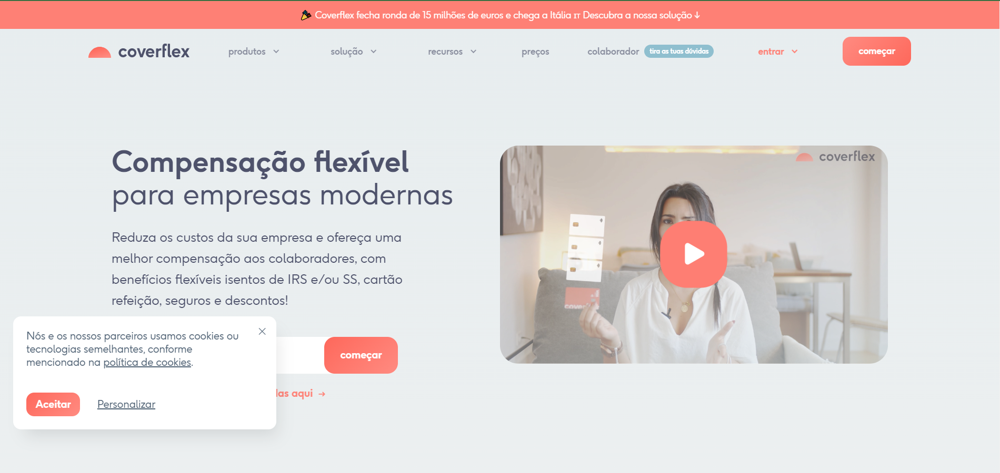 🎉 Coverflex fecha ronda de 15 milhões de euros e chega a Itália IT Descubra a nossa solução ↓
coverflex
produtos
solução
recursos
preços
colaborador
tira as tuas dúvidas
entrar
começar
Compensação flexível
para empresas modernas
Reduza os custos da sua empresa e ofereça uma
melhor compensação aos colaboradores, com
benefícios flexíveis isentos de IRS e/ou SS, cartão
refeição, seguros e descontos!
coverflex
Nós e os nossos parceiros usamos cookies ou
tecnologias semelhantes, conforme
mencionado na política de cookies.
Aceitar
Personalizar
começar
aqui →